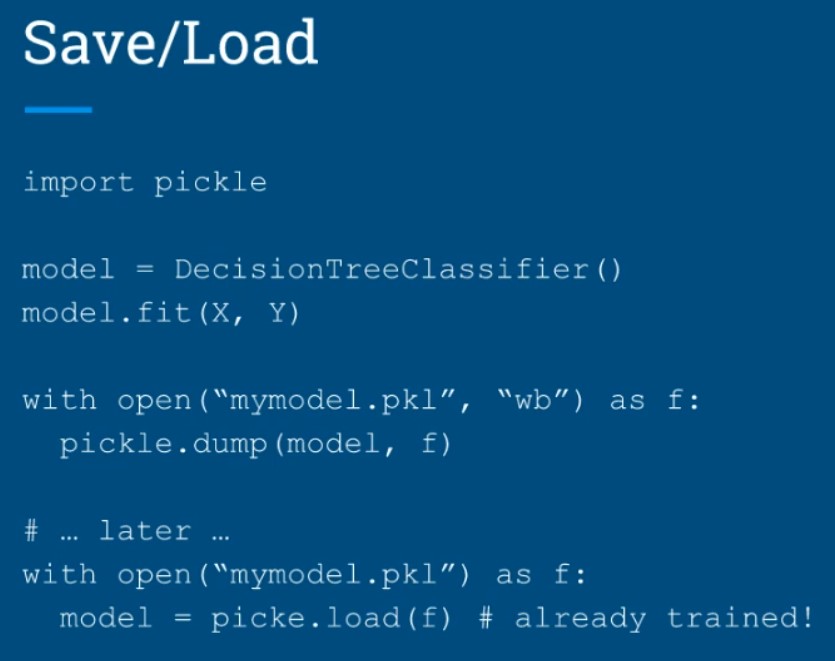 Save/Load
import pickle
model = DecisionTreeClassifier()
model.fit(X, Y)
with open(“mymodel.pkl”, “wb”) as f:
pickle.dump(model, f)
# … later …
with open(“mymodel.pkl”) as f:
model = picke.load(f) # already trained!